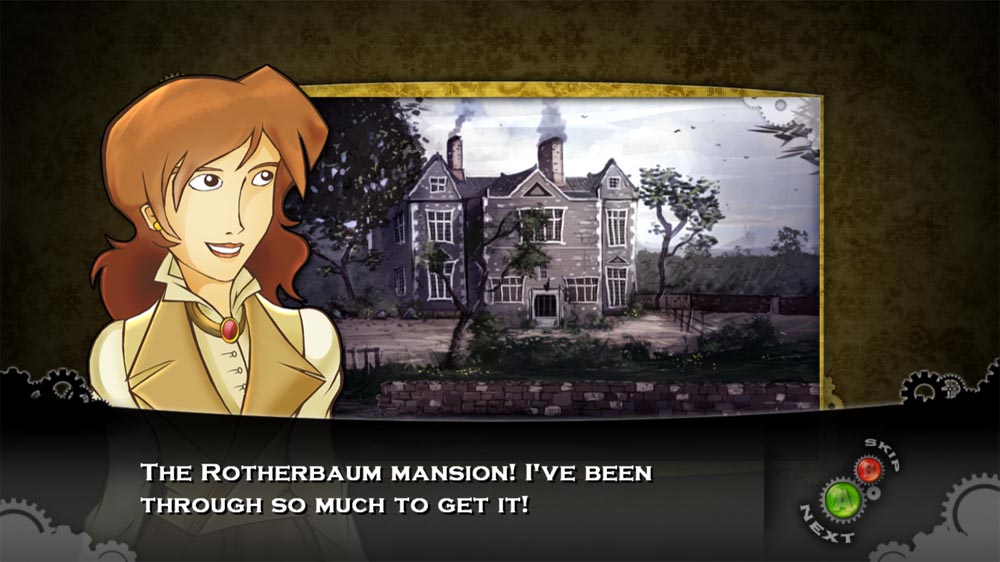 THE ROTHERBAUM MANSION! I'VE BEEN
THROUGH SO MUCH TO GET IT!
SKIP
B
A
NEXT